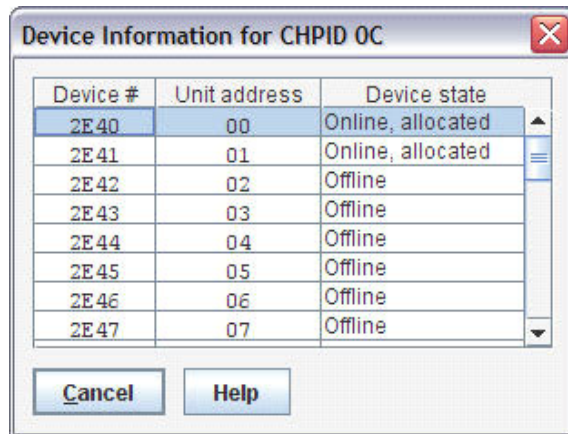 Device Information for CHPID 0C
Device # Unit address Device state
2E40 00 Online, allocated
2E41 01 Online, allocated
2E42 02 Offline
2E43 03 Offline
2E44 04 Offline
2E45 05 Offline
2E46 06 Offline
2E47 07 Offline
Cancel Help